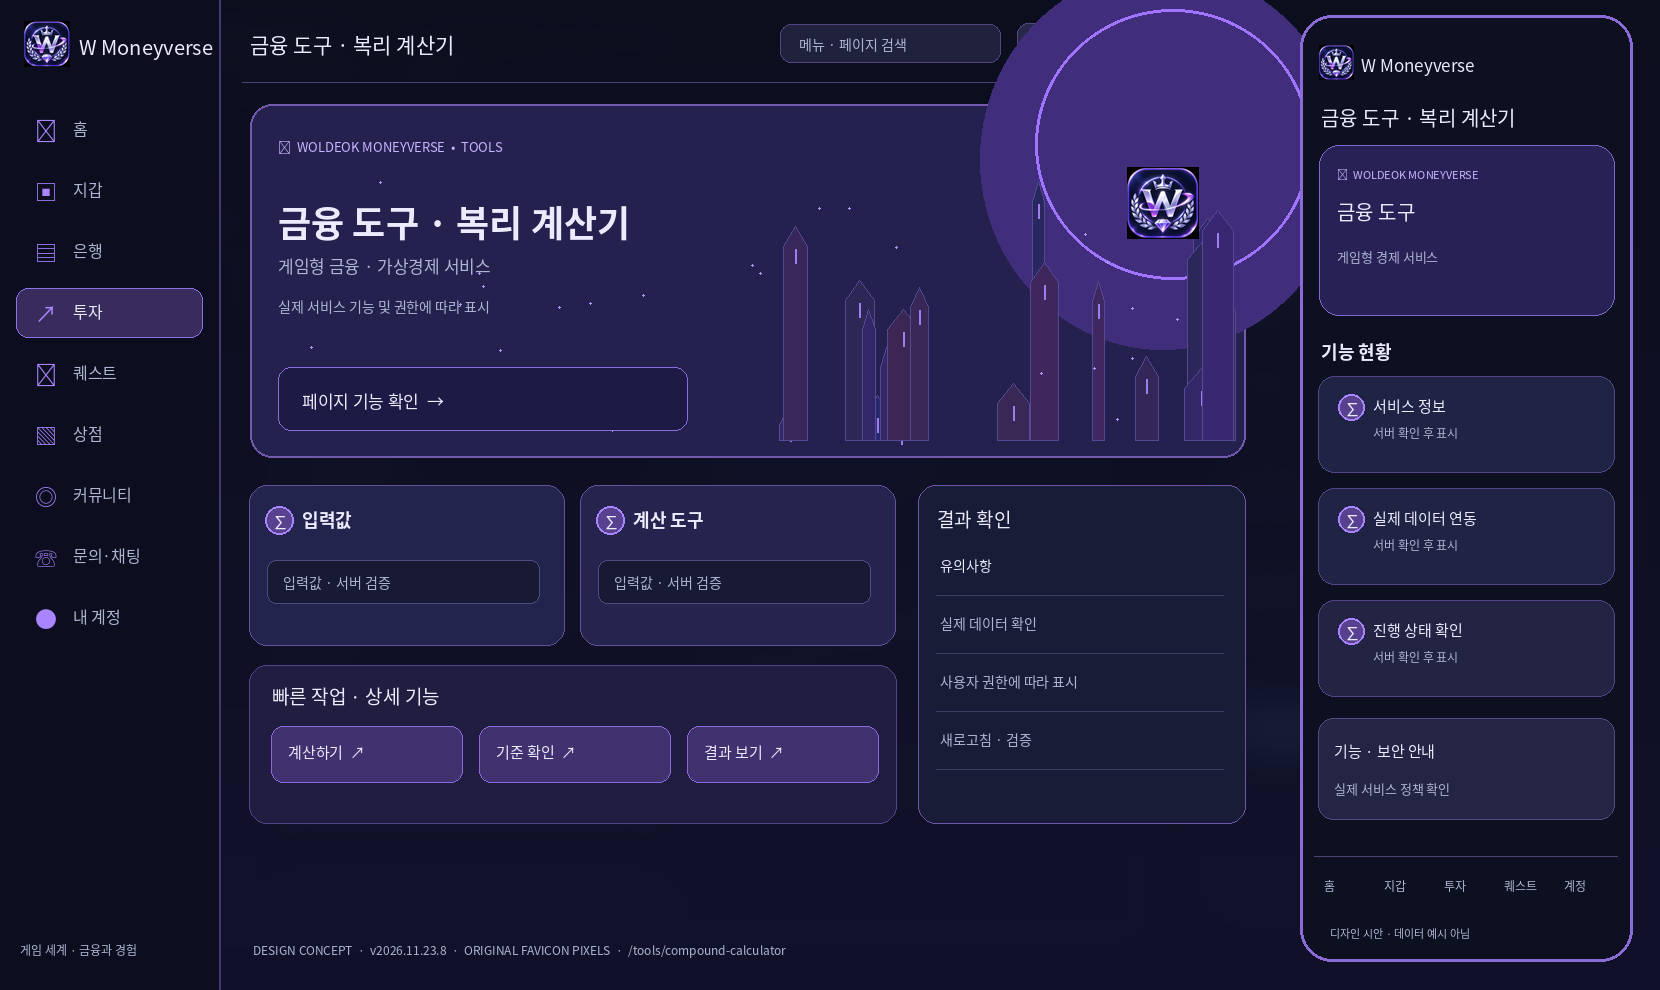 W Moneyverse
홈
지갑
은행
투자
퀘스트
상점
커뮤니티
문의·채팅
내 계정
게임 세계 · 금융과 경험
금융 도구 · 복리 계산기
메뉴 · 페이지 검색
WOLDEOK MONEYVERSE • TOOLS
금융 도구 · 복리 계산기
게임형 금융 · 가상경제 서비스
실제 서비스 기능 및 권한에 따라 표시
페이지 기능 확인 →
∑ 입력값
입력값 · 서버 검증
∑ 계산 도구
입력값 · 서버 검증
결과 확인
유의사항
실제 데이터 확인
사용자 권한에 따라 표시
새로고침 · 검증
빠른 작업 · 상세 기능
계산하기 ↗
기준 확인 ↗
결과 보기 ↗
DESIGN CONCEPT · v2026.11.23.8 · ORIGINAL FAVICON PIXELS · /tools/compound-calculator
W Moneyverse
금융 도구 · 복리 계산기
WOLDEOK MONEYVERSE
금융 도구
게임형 경제 서비스
기능 현황
∑ 서비스 정보
서버 확인 후 표시
∑ 실제 데이터 연동
서버 확인 후 표시
∑ 진행 상태 확인
서버 확인 후 표시
기능 · 보안 안내
실제 서비스 정책 확인
홈 지갑 투자 퀘스트 계정
디자인 시안 · 데이터 예시 아님